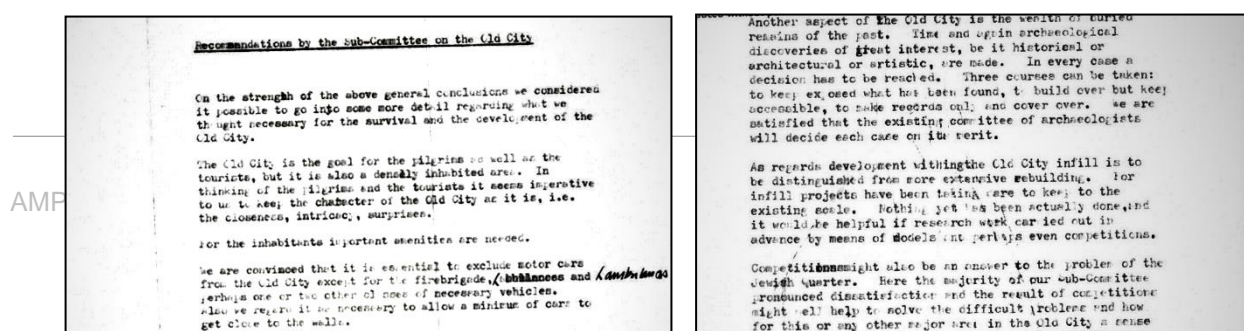 Recommendations by the Sub-Committee on the Old City
On the strength of the above general conclusions we considered
it possible to go into some more detail regarding what we
thought necessary for the survival and the development of the
Old City.
The Old City is the goal for the pilgrims as well as the
tourists, but it is also a densely inhabited area. In
thinking of the pilgrims and the tourists it seems imperative
to us to keep the character of the Old City as it is, i.e.
the closeness, intricacy, surprises.
For the inhabitants important amenities are needed.
We are convinced that it is essential to exclude motor cars
from the Old City except for the firebrigade, and
perhaps one or two other of necessary vehicles.
Also we regard it as necessary to allow a minimum of cars to
get close to the walls.
AMP
Another aspect of the Old City is the wealth of buried
remains of the past. Time and again archaeological
discoveries of great interest, be it historical or
architectural or artistic, are made. In every case a
decision has to be reached. Three courses can be taken:
to keep exposed what has been found, to build over but keep
accessible, to make records only and cover over. We are
satisfied that the existing committee of archaeologists
will decide each case on its merit.
As regards development withingthe Old City infill is to
be distinguished from more extensive rebuilding. For
infill projects have been taking care to keep to the
existing scale. Nothing yet has been actually done,and
it would be helpful if research work carried out in
advance by means of models perhaps even competitions.
Competitionsmight also be an answer to the problem of the
Jewish Quarter. Here the majority of our Sub-Committee
pronounced dissatisfaction and the result of competitions
might well help to solve the difficult problems and how
for this or any other major area in the Old City a sense